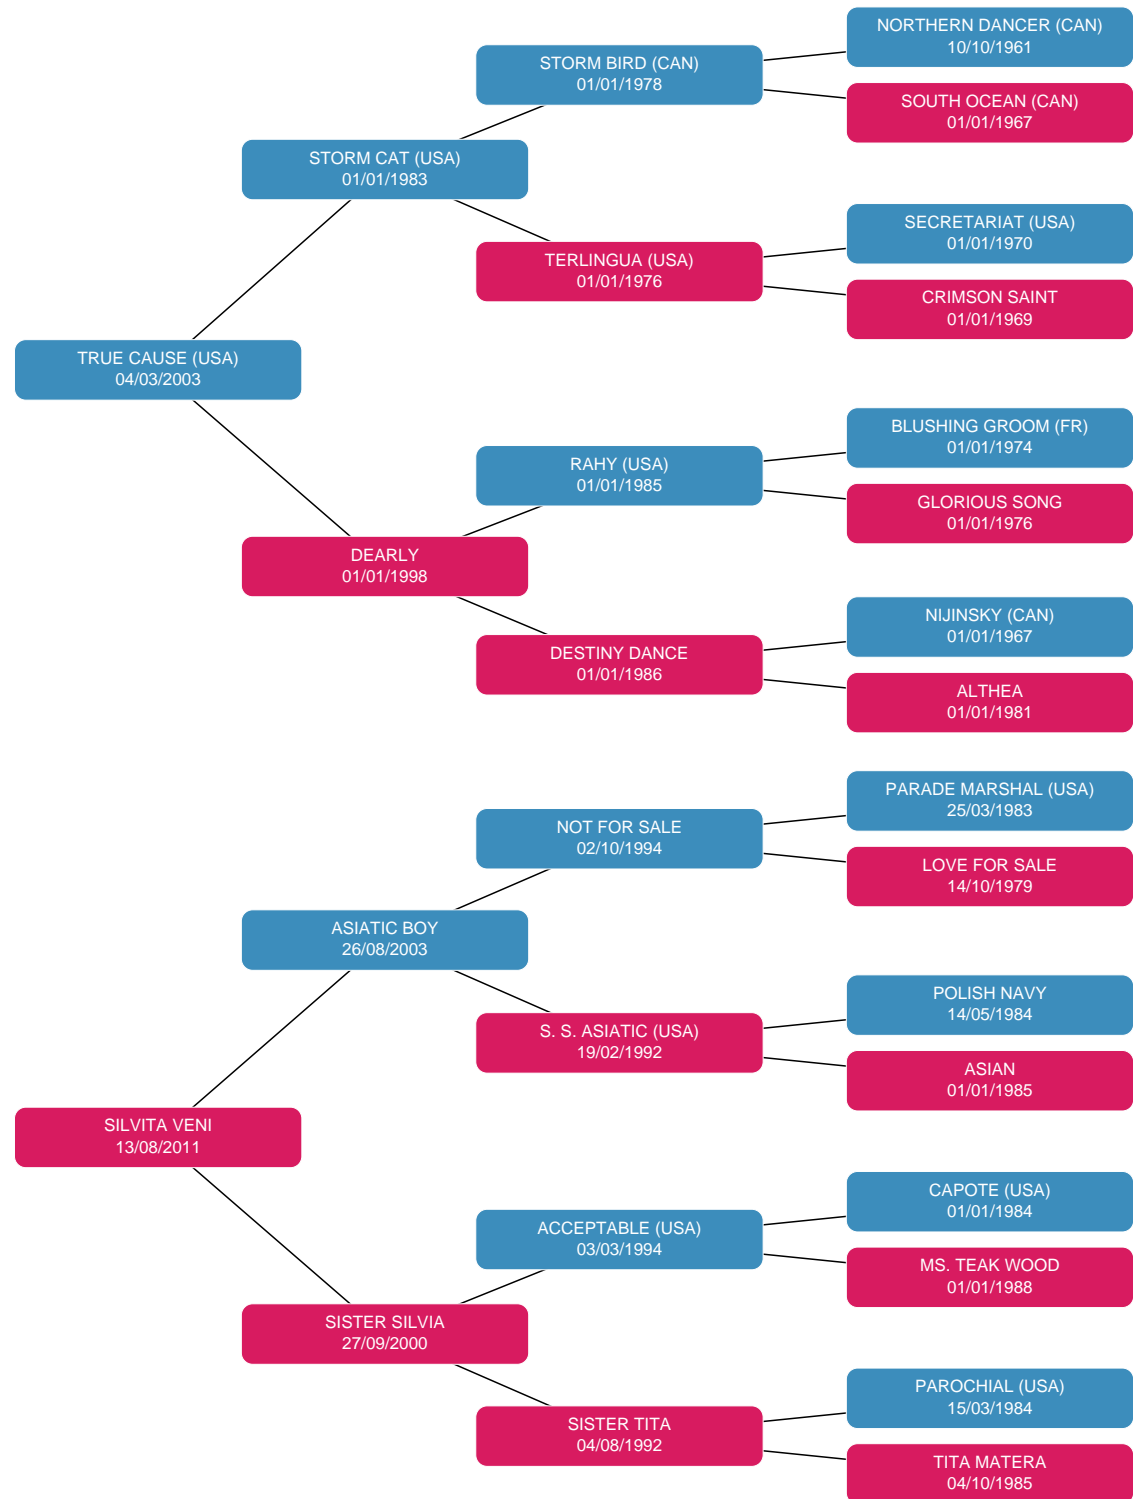 NORTHERN DANCER (CAN)
10/10/1961
STORM BIRD (CAN)
01/01/1978
SOUTH OCEAN (CAN)
01/01/1967
STORM CAT (USA)
01/01/1983
SECRETARIAT (USA)
01/01/1970
TERLINGUA (USA)
01/01/1976
CRIMSON SAINT
01/01/1969
TRUE CAUSE (USA)
04/03/2003
BLUSHING GROOM (FR)
01/01/1974
RAHY (USA)
01/01/1985
GLORIOUS SONG
01/01/1976
DEARLY
01/01/1998
NIJINSKY (CAN)
01/01/1967
DESTINY DANCE
01/01/1986
ALTHEA
01/01/1981
PARADE MARSHAL (USA)
25/03/1983
NOT FOR SALE
02/10/1994
LOVE FOR SALE
14/10/1979
ASIATIC BOY
26/08/2003
POLISH NAVY
14/05/1984
S. S. ASIATIC (USA)
19/02/1992
ASIAN
01/01/1985
SILVITA VENI
13/08/2011
CAPOTE (USA)
01/01/1984
ACCEPTABLE (USA)
03/03/1994
MS. TEAK WOOD
01/01/1988
SISTER SILVIA
27/09/2000
PAROCHIAL (USA)
15/03/1984
SISTER TITA
04/08/1992
TITA MATERA
04/10/1985